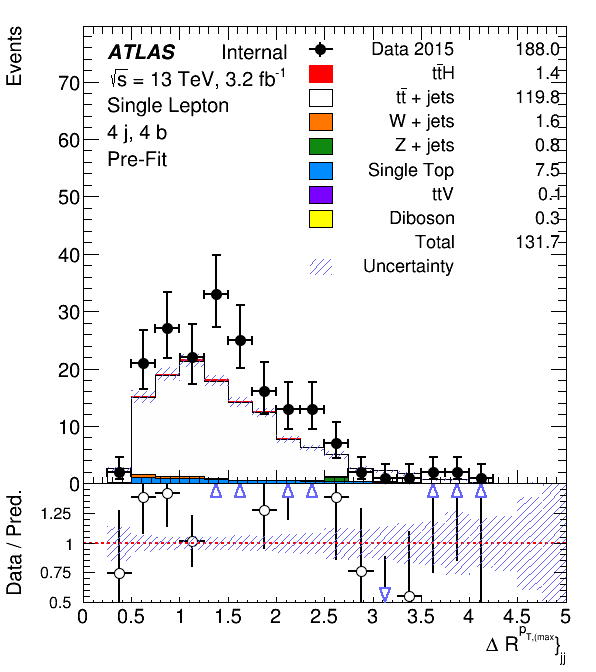 Events
ATLAS Internal
√s = 13 TeV, 3.2 fb-1
Single Lepton
4 j, 4 b
Pre-Fit
Data 2015 188.0
tt̄H 1.4
tt̄ + jets 119.8
W + jets 1.6
Z + jets 0.8
Single Top 7.5
ttV 0.1
Diboson 0.3
Total 131.7
Uncertainty
70
60
50
40
30
20
10
0
Data / Pred.
1.25
1
0.75
0.5
0 0.5 1 1.5 2 2.5 3 3.5 4 4.5 5
Δ R^{p_{T,(max}}}_{jj}